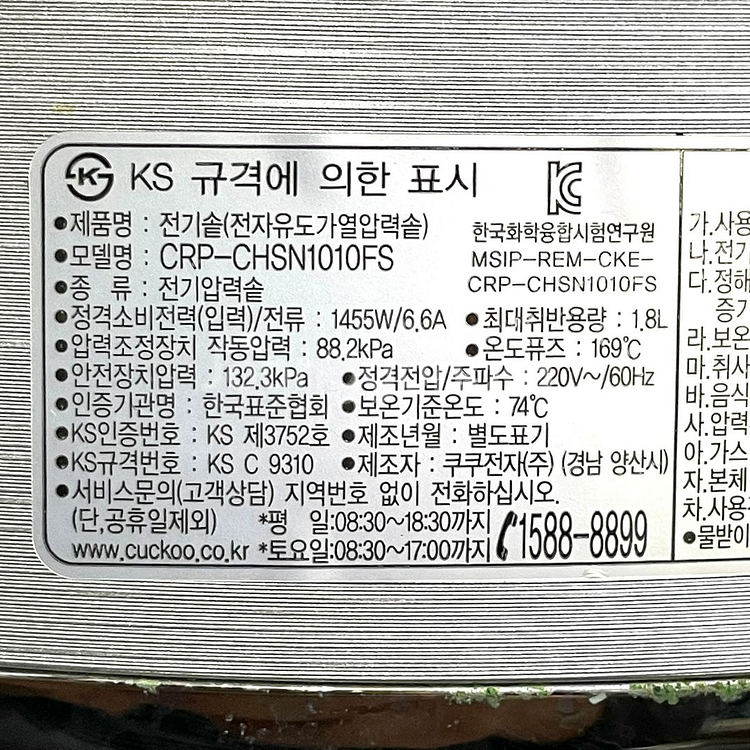 KS 규격에 의한 표시
●제품명 : 전기솥(전자유도가열압력솥)
●모델명 : CRP-CHSN1010FS
한국화학융합시험연구원
MSIP-REM-CKE-
CRP-CHSN1010FS
●종 류 : 전기압력솥
●정격소비전력(입력)/전류 : 1455W/6.6A ●최대취반용량 : 1.8L
●압력조정장치 작동압력 : 88.2kPa ●온도퓨즈 : 169℃
●안전장치압력 : 132.3kPa ●정격전압/주파수 : 220V~/60Hz
●인증기관명 : 한국표준협회 ●보온기준온도 : 74℃
●KS인증번호 : KS 제3752호 ●제조년월 : 별도표기
●KS규격번호 : KS C 9310 ●제조자 : 쿠쿠전자(주) (경남 양산시)
●서비스문의(고객상담) 지역번호 없이 전화하십시오.
(단,공휴일제외) *평 일:08:30~18:30까지 1588-8899
www.cuckoo.co.kr *토요일:08:30~17:00까지
가.사용
나.전기
다.정해
증기
라.보온
마.취사
바.음식
사.압력
아.가스
자.본체
차.사용
●물받이